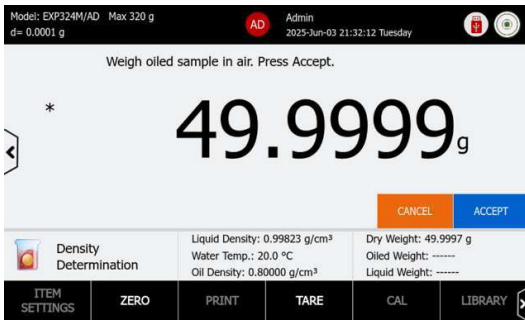 Model: EXP324M/AD Max 320 g
d= 0.0001 g
AD
Admin
2025-Jun-03 21:32:12 Tuesday
Weigh oiled sample in air. Press Accept.
*
49.9999 g
CANCEL
ACCEPT
Density
Determination
Liquid Density: 0.99823 g/cm³
Water Temp.: 20.0 °C
Oil Density: 0.80000 g/cm³
Dry Weight: 49.9997 g
Oiled Weight: ------
Liquid Weight: ------
ITEM
SETTINGS
ZERO
PRINT
TARE
CAL
LIBRARY